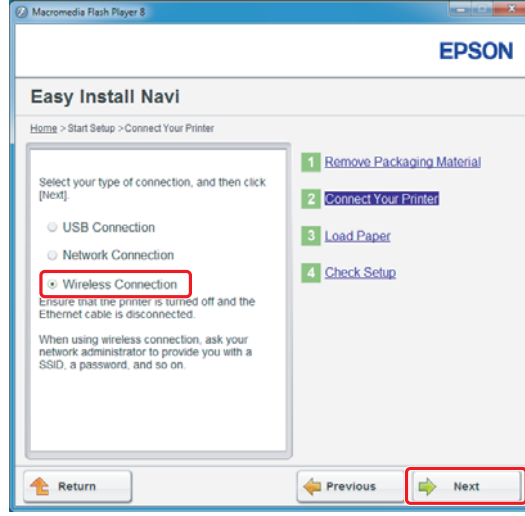 Macromedia Flash Player 8
EPSON
Easy Install Navi
Home > Start Setup >Connect Your Printer
Select your type of connection, and then click
[Next].
USB Connection
Network Connection
Wireless Connection
Ensure that the printer is turned off and the
Ethernet cable is disconnected.
When using wireless connection, ask your
network administrator to provide you with a
SSID, a password, and so on.
1 Remove Packaging Material
2 Connect Your Printer
3 Load Paper
4 Check Setup
Return
Previous
Next